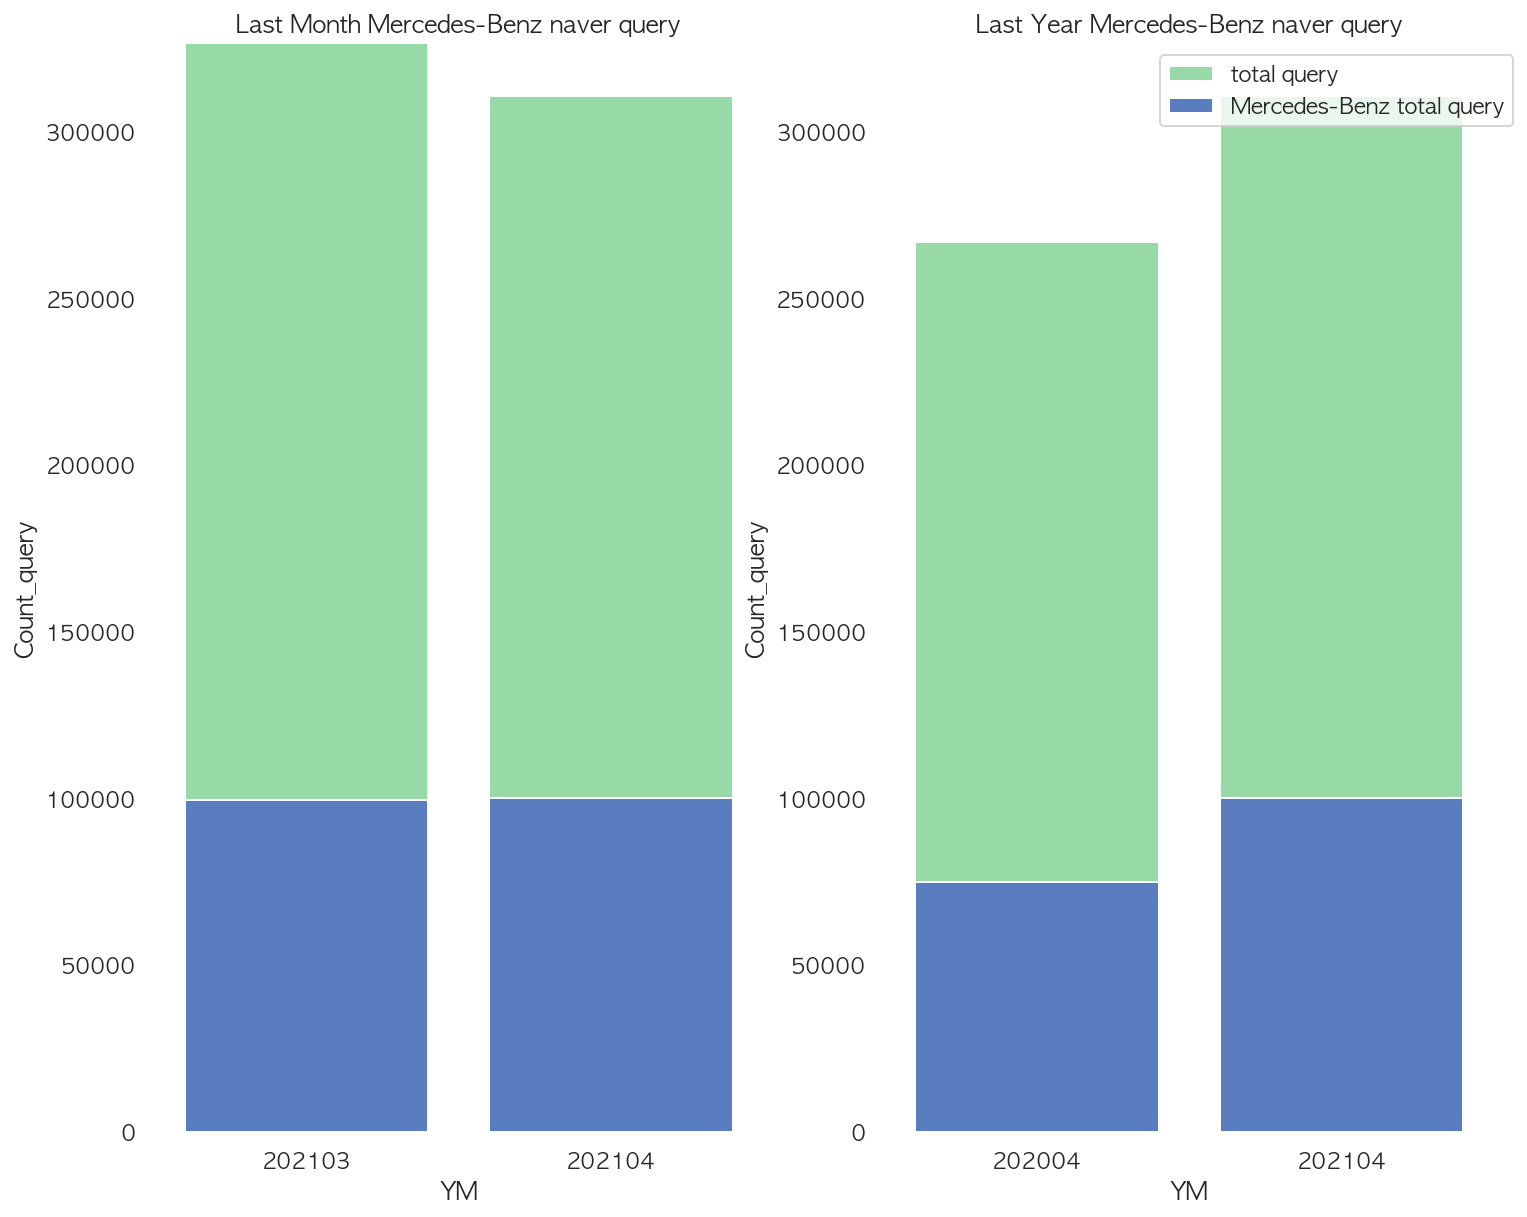 Last Month Mercedes-Benz naver query
300000
250000
200000
150000
100000
50000
0
Count_query
202103 202104
YM
Last Year Mercedes-Benz naver query
total query
Mercedes-Benz total query
300000
250000
200000
150000
100000
50000
0
Count_query
202004 202104
YM